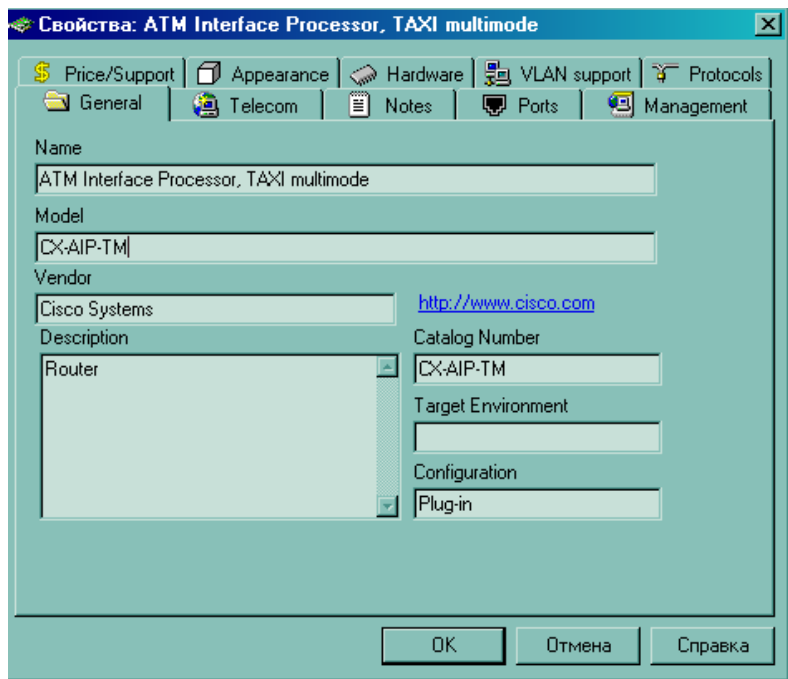 Свойства: ATM Interface Processor, TAXI multimode
Price/Support Appearance Hardware VLAN support Protocols
General Telecom Notes Ports Management
Name
ATM Interface Processor, TAXI multimode
Model
CX-AIP-TM
Vendor
Cisco Systems
http://www.cisco.com
Description
Router
Catalog Number
CX-AIP-TM
Target Environment
Configuration
Plug-in
OK Отмена Справка